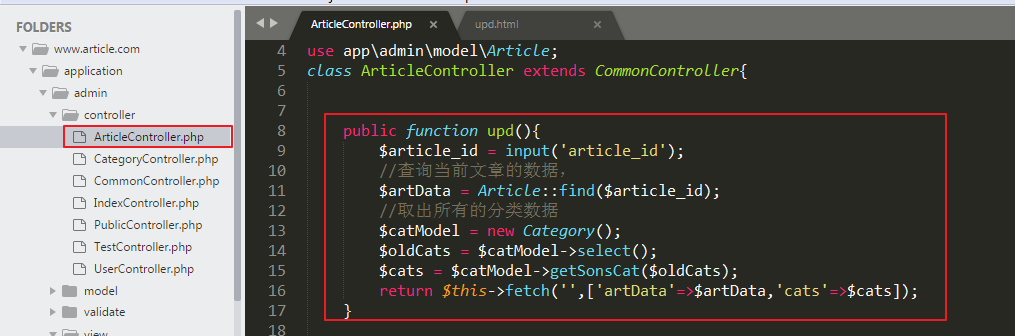 FOLDERS
www.article.com
application
admin
controller
ArticleController.php
CategoryController.php
CommonController.php
IndexController.php
PublicController.php
TestController.php
UserController.php
model
validate
view
ArticleController.php ×
upd.html ×
4 use app\admin\model\Article;
5 class ArticleController extends CommonController{
6
7
8 public function upd(){
9 $article_id = input('article_id');
10 //查询当前文章的数据,
11 $artData = Article::find($article_id);
12 //取出所有的分类数据
13 $catModel = new Category();
14 $oldCats = $catModel->select();
15 $cats = $catModel->getSonsCat($oldCats);
16 return $this->fetch('',['artData'=>$artData,'cats'=>$cats]);
17 }
18